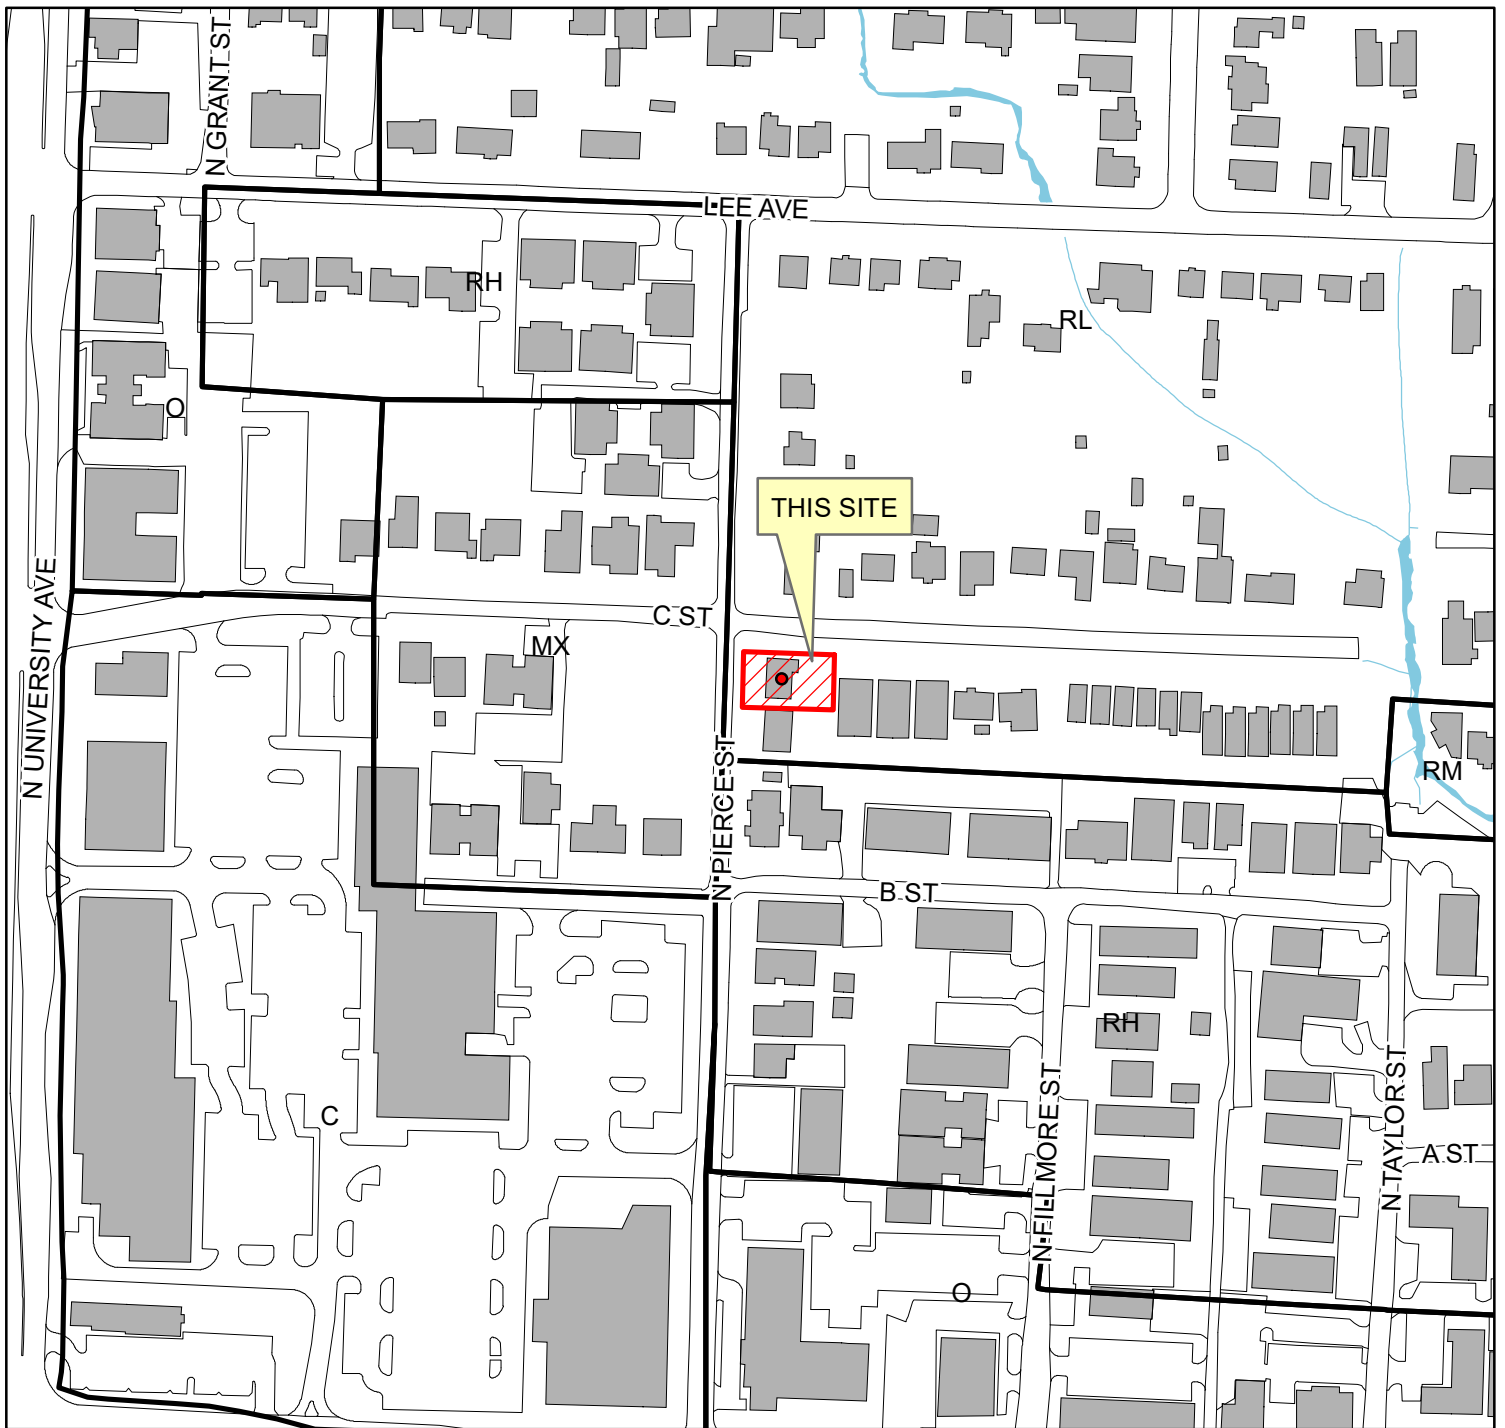 N GRANT ST
LEE AVE
RH
RL
O
THIS SITE
N UNIVERSITY AVE
C ST
MX
N PIERCE ST
RM
B ST
RH
N FILLMORE ST
N TAYLOR ST
C
A ST
O